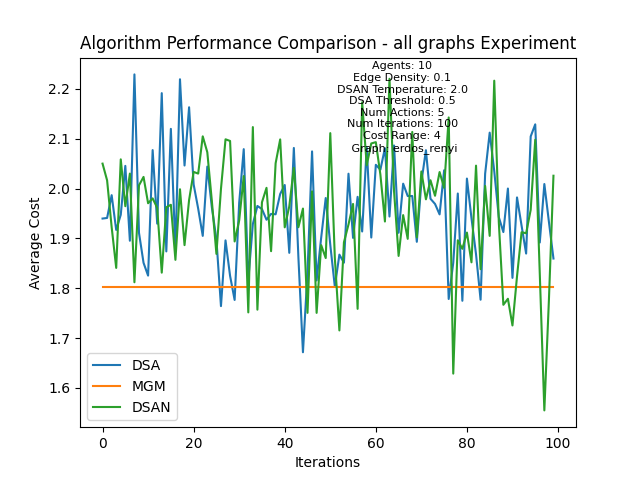 Algorithm Performance Comparison - all graphs Experiment
Agents: 10
Edge Density: 0.1
DSAN Temperature: 2.0
DSA Threshold: 0.5
Num Actions: 5
Num Iterations: 100
Cost Range: 4
Graph: erdos_renyi
2.2
2.1
2.0
1.9
1.8
1.7
1.6
Average Cost
DSA
MGM
DSAN
0 20 40 60 80 100
Iterations